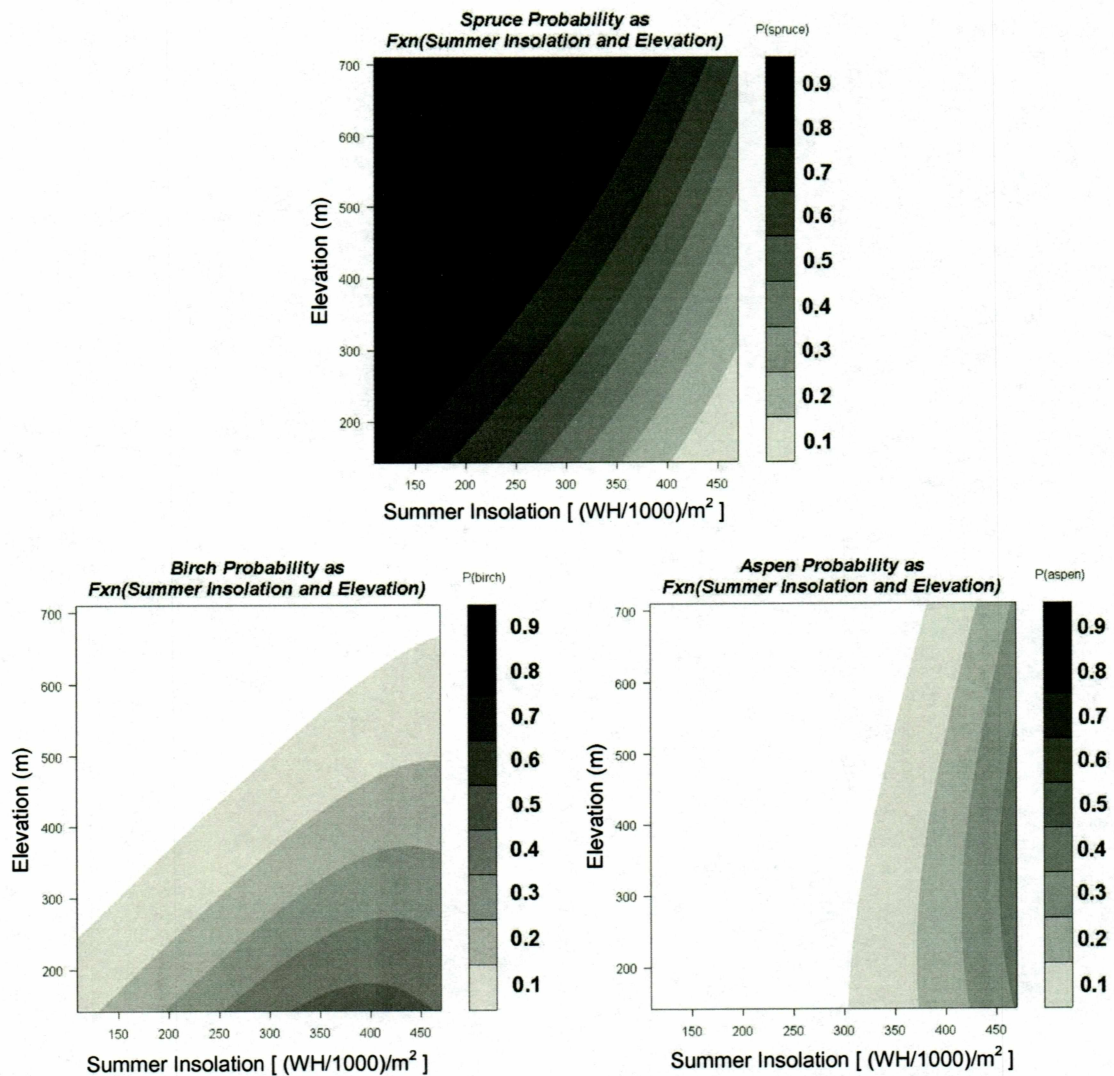 Spruce Probability as
Fxn(Summer Insolation and Elevation)
P(spruce)
700
600
500
400
300
200
Elevation (m)
150 200 250 300 350 400 450
Summer Insolation [ (WH/1000)/m² ]
0.9
0.8
0.7
0.6
0.5
0.4
0.3
0.2
0.1
Birch Probability as
Fxn(Summer Insolation and Elevation)
P(birch)
700
600
500
400
300
200
Elevation (m)
150 200 250 300 350 400 450
Summer Insolation [ (WH/1000)/m² ]
0.9
0.8
0.7
0.6
0.5
0.4
0.3
0.2
0.1
Aspen Probability as
Fxn(Summer Insolation and Elevation)
P(aspen)
700
600
500
400
300
200
Elevation (m)
150 200 250 300 350 400 450
Summer Insolation [ (WH/1000)/m² ]
0.9
0.8
0.7
0.6
0.5
0.4
0.3
0.2
0.1